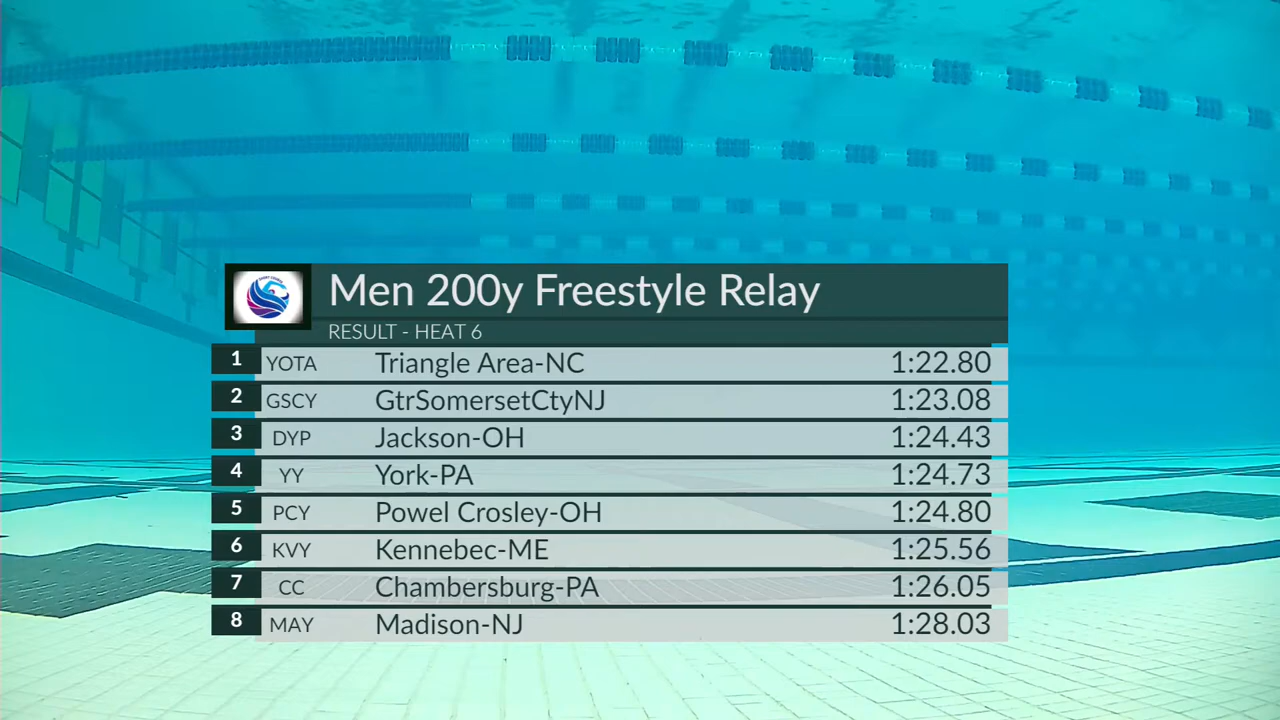 Men 200y Freestyle Relay
RESULT - HEAT 6
1 YOTA Triangle Area-NC 1:22.80
2 GSCY GtrSomersetCtyNJ 1:23.08
3 DYP Jackson-OH 1:24.43
4 YY York-PA 1:24.73
5 PCY Powel Crosley-OH 1:24.80
6 KVY Kennebec-ME 1:25.56
7 CC Chambersburg-PA 1:26.05
8 MAY Madison-NJ 1:28.03